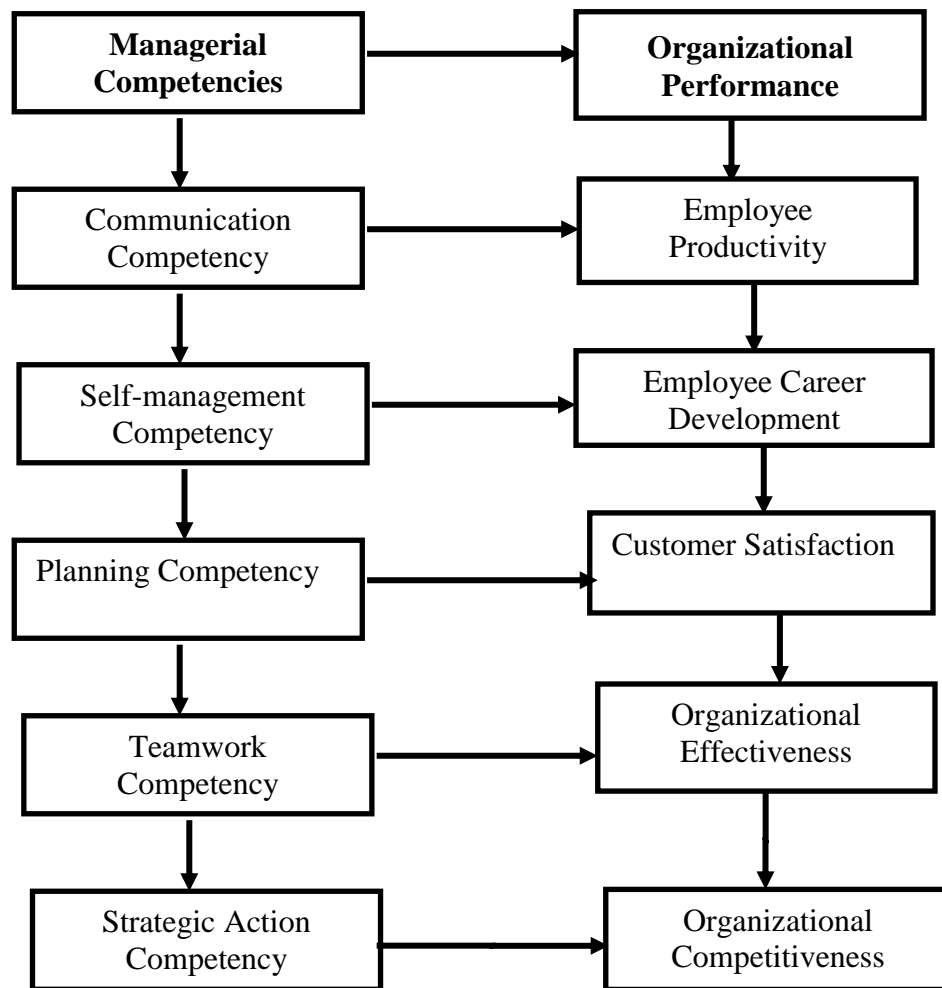 Managerial
Competencies
Organizational
Performance
Communication
Competency
Employee
Productivity
Self-management
Competency
Employee Career
Development
Planning Competency
Customer Satisfaction
Teamwork
Competency
Organizational
Effectiveness
Strategic Action
Competency
Organizational
Competitiveness